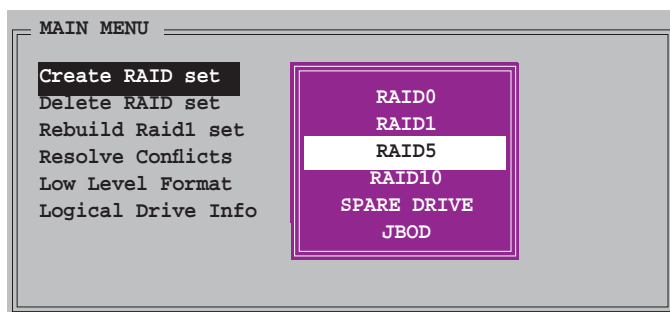 MAIN MENU
Create RAID set
Delete RAID set
Rebuild Raid1 set
Resolve Conflicts
Low Level Format
Logical Drive Info
RAID0
RAID1
RAID5
RAID10
SPARE DRIVE
JBOD